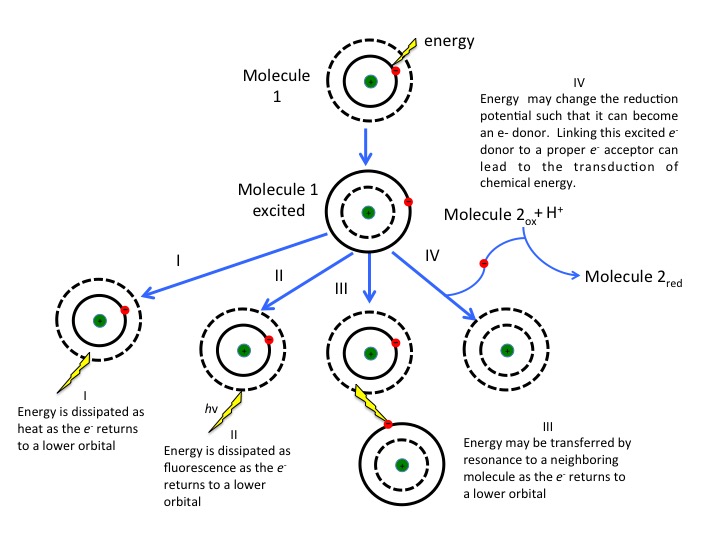 energy
Molecule
1
IV
Energy may change the reduction
potential such that it can become
an e- donor. Linking this excited e-
donor to a proper e- acceptor can
lead to the transduction of
chemical energy.
Molecule 1
excited
Molecule 2ox+ H+
Molecule 2red
I
II
III
IV
I
Energy is dissipated as
heat as the e- returns
to a lower orbital
hv
II
Energy is dissipated as
fluorescence as the e-
returns to a lower
orbital
III
Energy may be transferred by
resonance to a neighboring
molecule as the e- returns to
a lower orbital